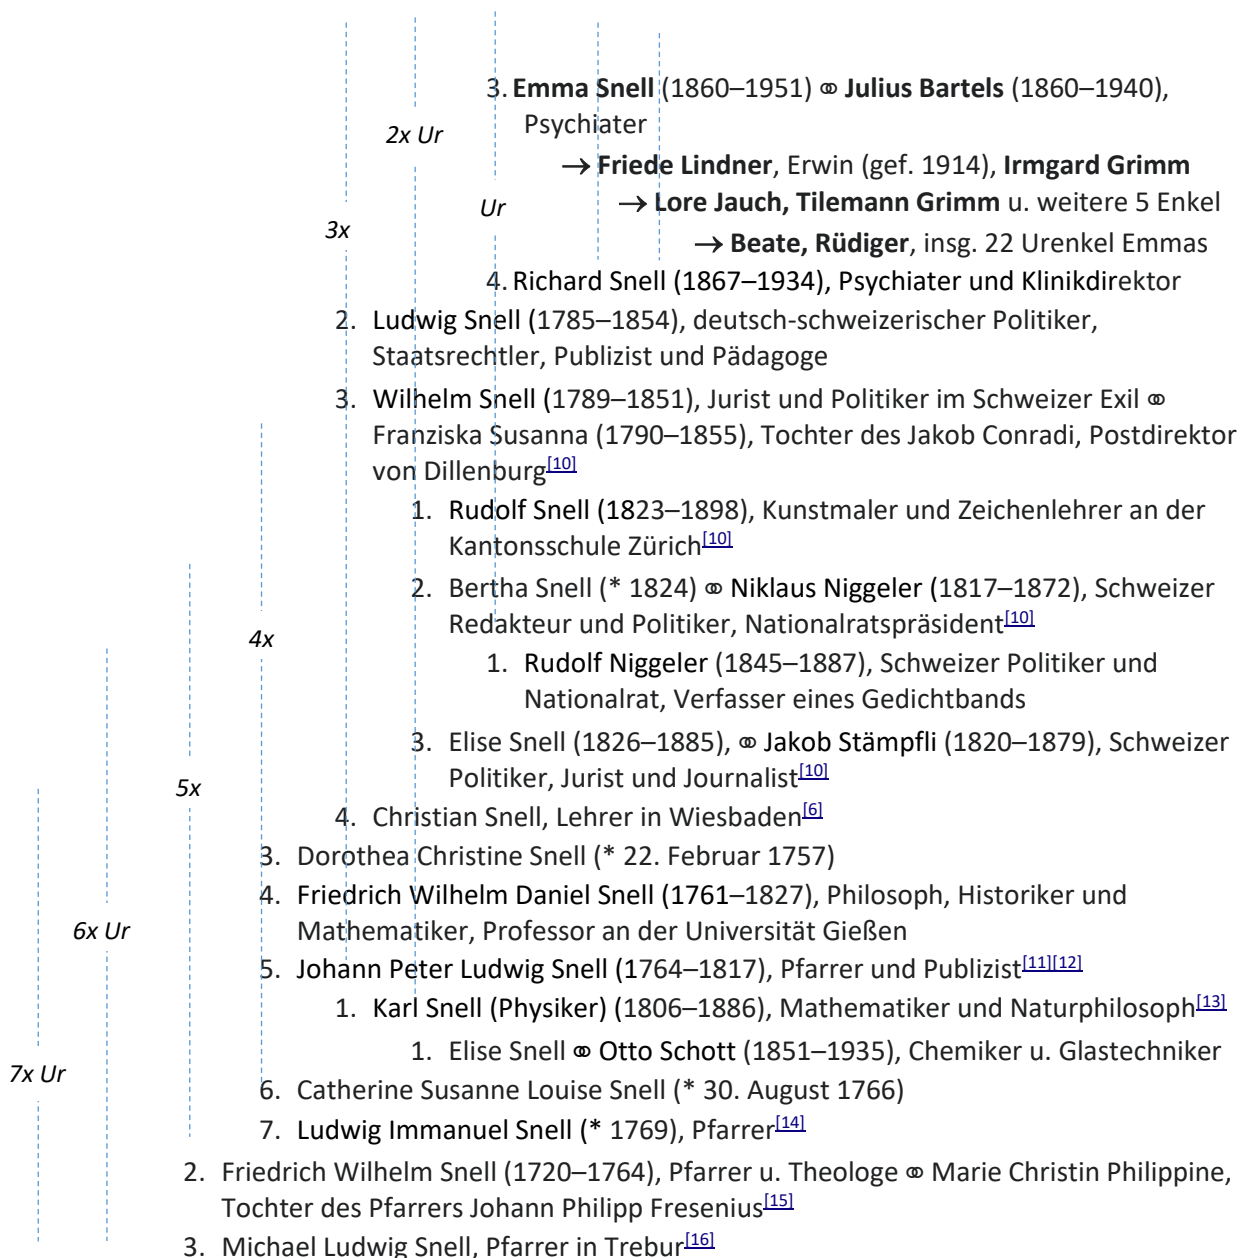 3. Emma Snell (1860–1951) ⚭ Julius Bartels (1860–1940),
Psychiater
2x Ur
→ Friede Lindner, Erwin (gef. 1914), Irmgard Grimm
→ Lore Jauch, Tilemann Grimm u. weitere 5 Enkel
Ur
3x
→ Beate, Rüdiger, insg. 22 Urenkel Emmas
4. Richard Snell (1867–1934), Psychiater und Klinikdirektor
2. Ludwig Snell (1785–1854), deutsch-schweizerischer Politiker,
Staatsrechtler, Publizist und Pädagoge
3. Wilhelm Snell (1789–1851), Jurist und Politiker im Schweizer Exil ⚭
Franziska Susanna (1790–1855), Tochter des Jakob Conradi, Postdirektor
von Dillenburg[10]
1. Rudolf Snell (1823–1898), Kunstmaler und Zeichenlehrer an der
Kantonsschule Zürich[10]
2. Bertha Snell (* 1824) ⚭ Niklaus Niggeler (1817–1872), Schweizer
Redakteur und Politiker, Nationalratspräsident[10]
4x
1. Rudolf Niggeler (1845–1887), Schweizer Politiker und
Nationalrat, Verfasser eines Gedichtbands
3. Elise Snell (1826–1885), ⚭ Jakob Stämpfli (1820–1879), Schweizer
Politiker, Jurist und Journalist[10]
5x
4. Christian Snell, Lehrer in Wiesbaden[6]
3. Dorothea Christine Snell (* 22. Februar 1757)
4. Friedrich Wilhelm Daniel Snell (1761–1827), Philosoph, Historiker und
Mathematiker, Professor an der Universität Gießen
6x Ur
5. Johann Peter Ludwig Snell (1764–1817), Pfarrer und Publizist[11][12]
1. Karl Snell (Physiker) (1806–1886), Mathematiker und Naturphilosoph[13]
1. Elise Snell ⚭ Otto Schott (1851–1935), Chemiker u. Glastechniker
7x Ur
6. Catherine Susanne Louise Snell (* 30. August 1766)
7. Ludwig Immanuel Snell (* 1769), Pfarrer[14]
2. Friedrich Wilhelm Snell (1720–1764), Pfarrer u. Theologe ⚭ Marie Christin Philippine,
Tochter des Pfarrers Johann Philipp Fresenius[15]
3. Michael Ludwig Snell, Pfarrer in Trebur[16]